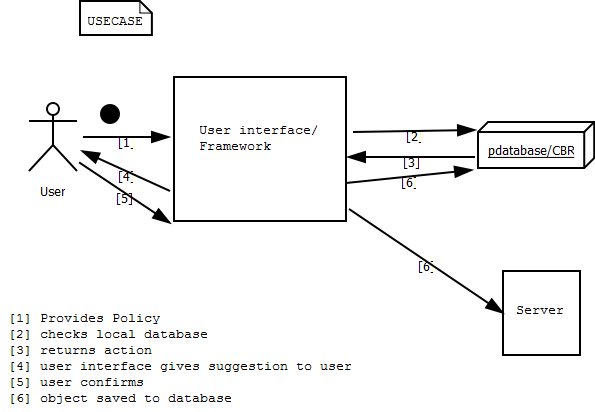 USECASE
User interface/
Framework
[1]
[2]
pdatabase/CBR
[3]
[4]
[6]
User
[5]
[6]
Server
[1] Provides Policy
[2] checks local database
[3] returns action
[4] user interface gives suggestion to user
[5] user confirms
[6] object saved to database